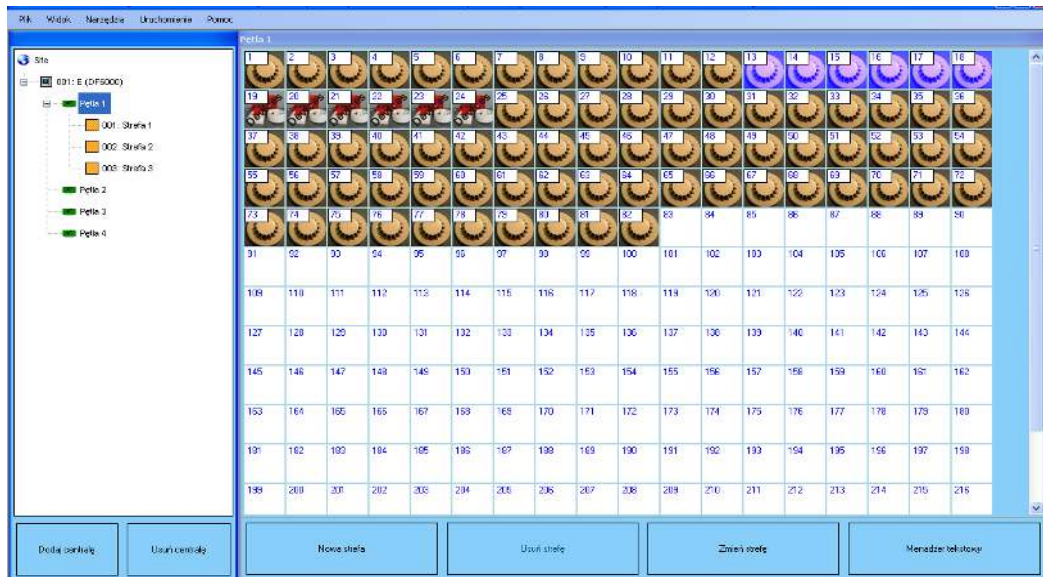 Plik Widok Narzędzia Uruchomienie Pomoc
Pętla 1
Site
001: E (DF6000)
Pętla 1
001: Strefa 1
002: Strefa 2
003: Strefa 3
Pętla 2
Pętla 3
Pętla 4
1 2 3 4 5 6 7 8 9 10 11 12 13 14 15 16 17 18
19 20 21 22 23 24 25 26 27 28 29 30 31 32 33 34 35 36
37 38 39 40 41 42 43 44 45 46 47 48 49 50 51 52 53 54
55 56 57 58 59 60 61 62 63 64 65 66 67 68 69 70 71 72
73 74 75 76 77 78 79 80 81 82 83 84 85 86 87 88 89 90
91 92 93 94 95 96 97 98 99 100 101 102 103 104 105 106 107 108
109 110 111 112 113 114 115 116 117 118 119 120 121 122 123 124 125 126
127 128 129 130 131 132 133 134 135 136 137 138 139 140 141 142 143 144
145 146 147 148 149 150 151 152 153 154 155 156 157 158 159 160 161 162
163 164 165 166 167 168 169 170 171 172 173 174 175 176 177 178 179 180
181 182 183 184 185 186 187 188 189 190 191 192 193 194 195 196 197 198
199 200 201 202 203 204 205 206 207 208 209 210 211 212 213 214 215 216
Dodaj centralę Usuń centralę Nowa strefa Usuń strefę Zmień strefę Menadżer tekstowy